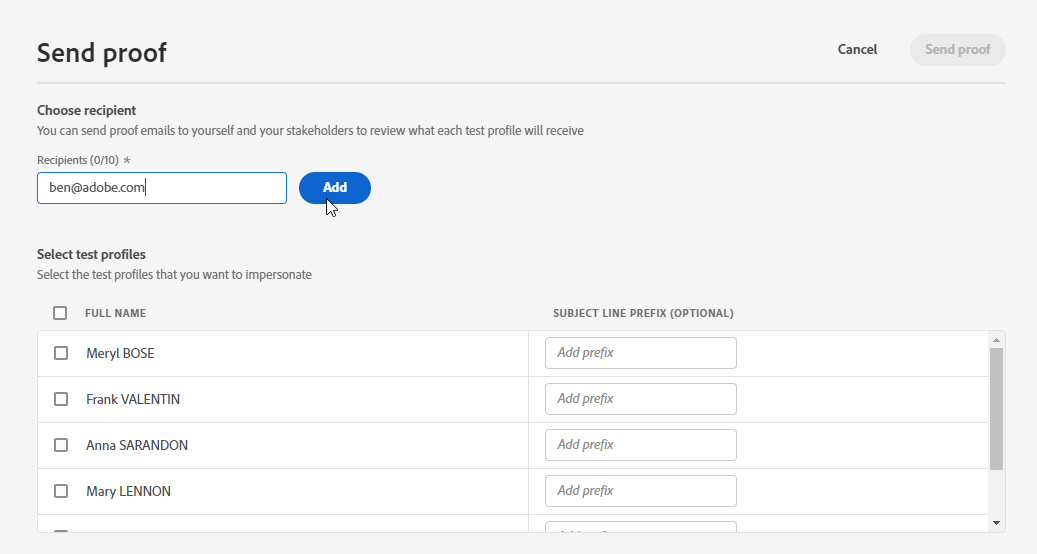 Send proof
Cancel
Send proof
Choose recipient
You can send proof emails to yourself and your stakeholders to review what each test profile will receive
Recipients (0/10) *
ben@adobe.com
Add
Select test profiles
Select the test profiles that you want to impersonate
FULL NAME
SUBJECT LINE PREFIX (OPTIONAL)
Meryl BOSE
Add prefix
Frank VALENTIN
Add prefix
Anna SARANDON
Add prefix
Mary LENNON
Add prefix